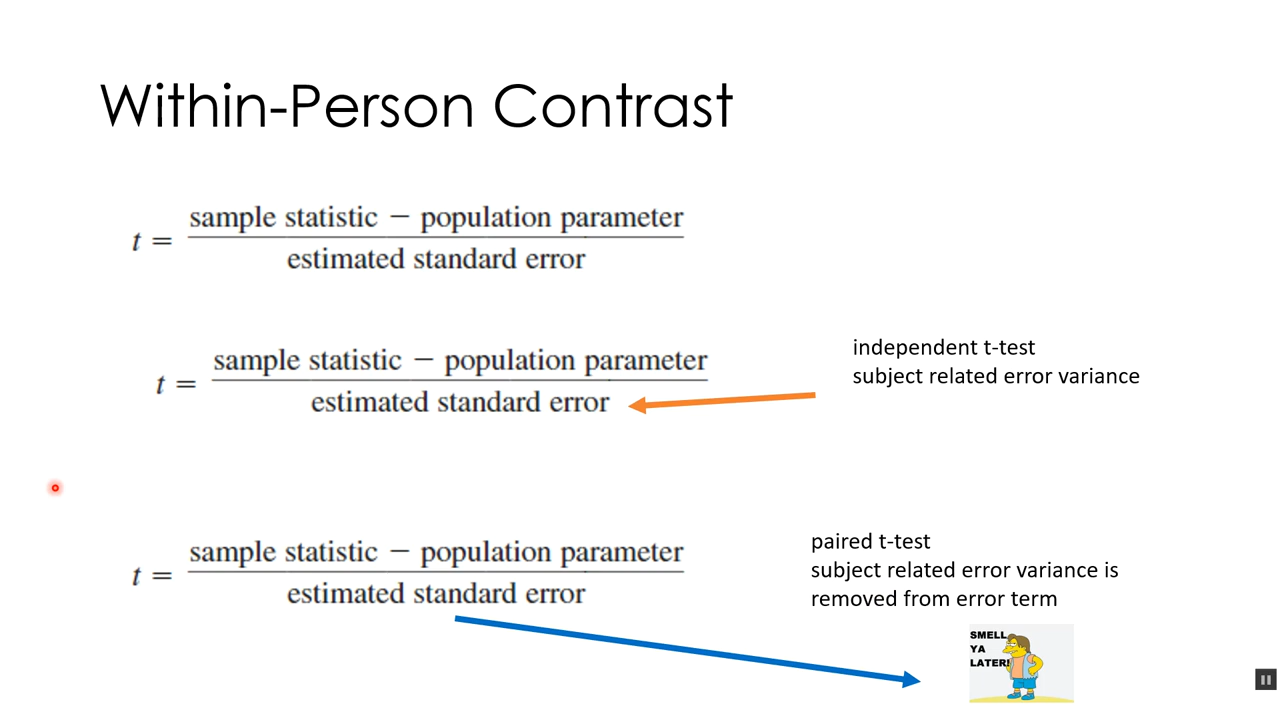 Within-Person Contrast
t = sample statistic − population parameter
estimated standard error
t = sample statistic − population parameter
estimated standard error
independent t-test
subject related error variance
t = sample statistic − population parameter
estimated standard error
paired t-test
subject related error variance is
removed from error term
SMELL
YA
LATER!